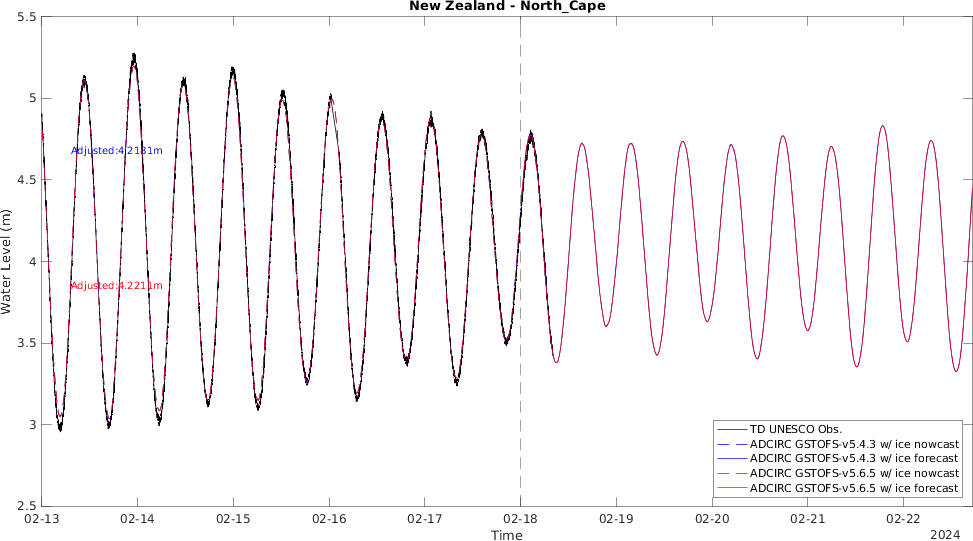 New Zealand - North_Cape
Water Level (m)
5.5
5
4.5
4
3.5
3
2.5
Adjusted:4.2181m
Adjusted:4.2211m
TD UNESCO Obs.
ADCIRC GSTOFS-v5.4.3 w/ ice nowcast
ADCIRC GSTOFS-v5.4.3 w/ ice forecast
ADCIRC GSTOFS-v5.6.5 w/ ice nowcast
ADCIRC GSTOFS-v5.6.5 w/ ice forecast
02-13 02-14 02-15 02-16 02-17 02-18 02-19 02-20 02-21 02-22
Time
2024